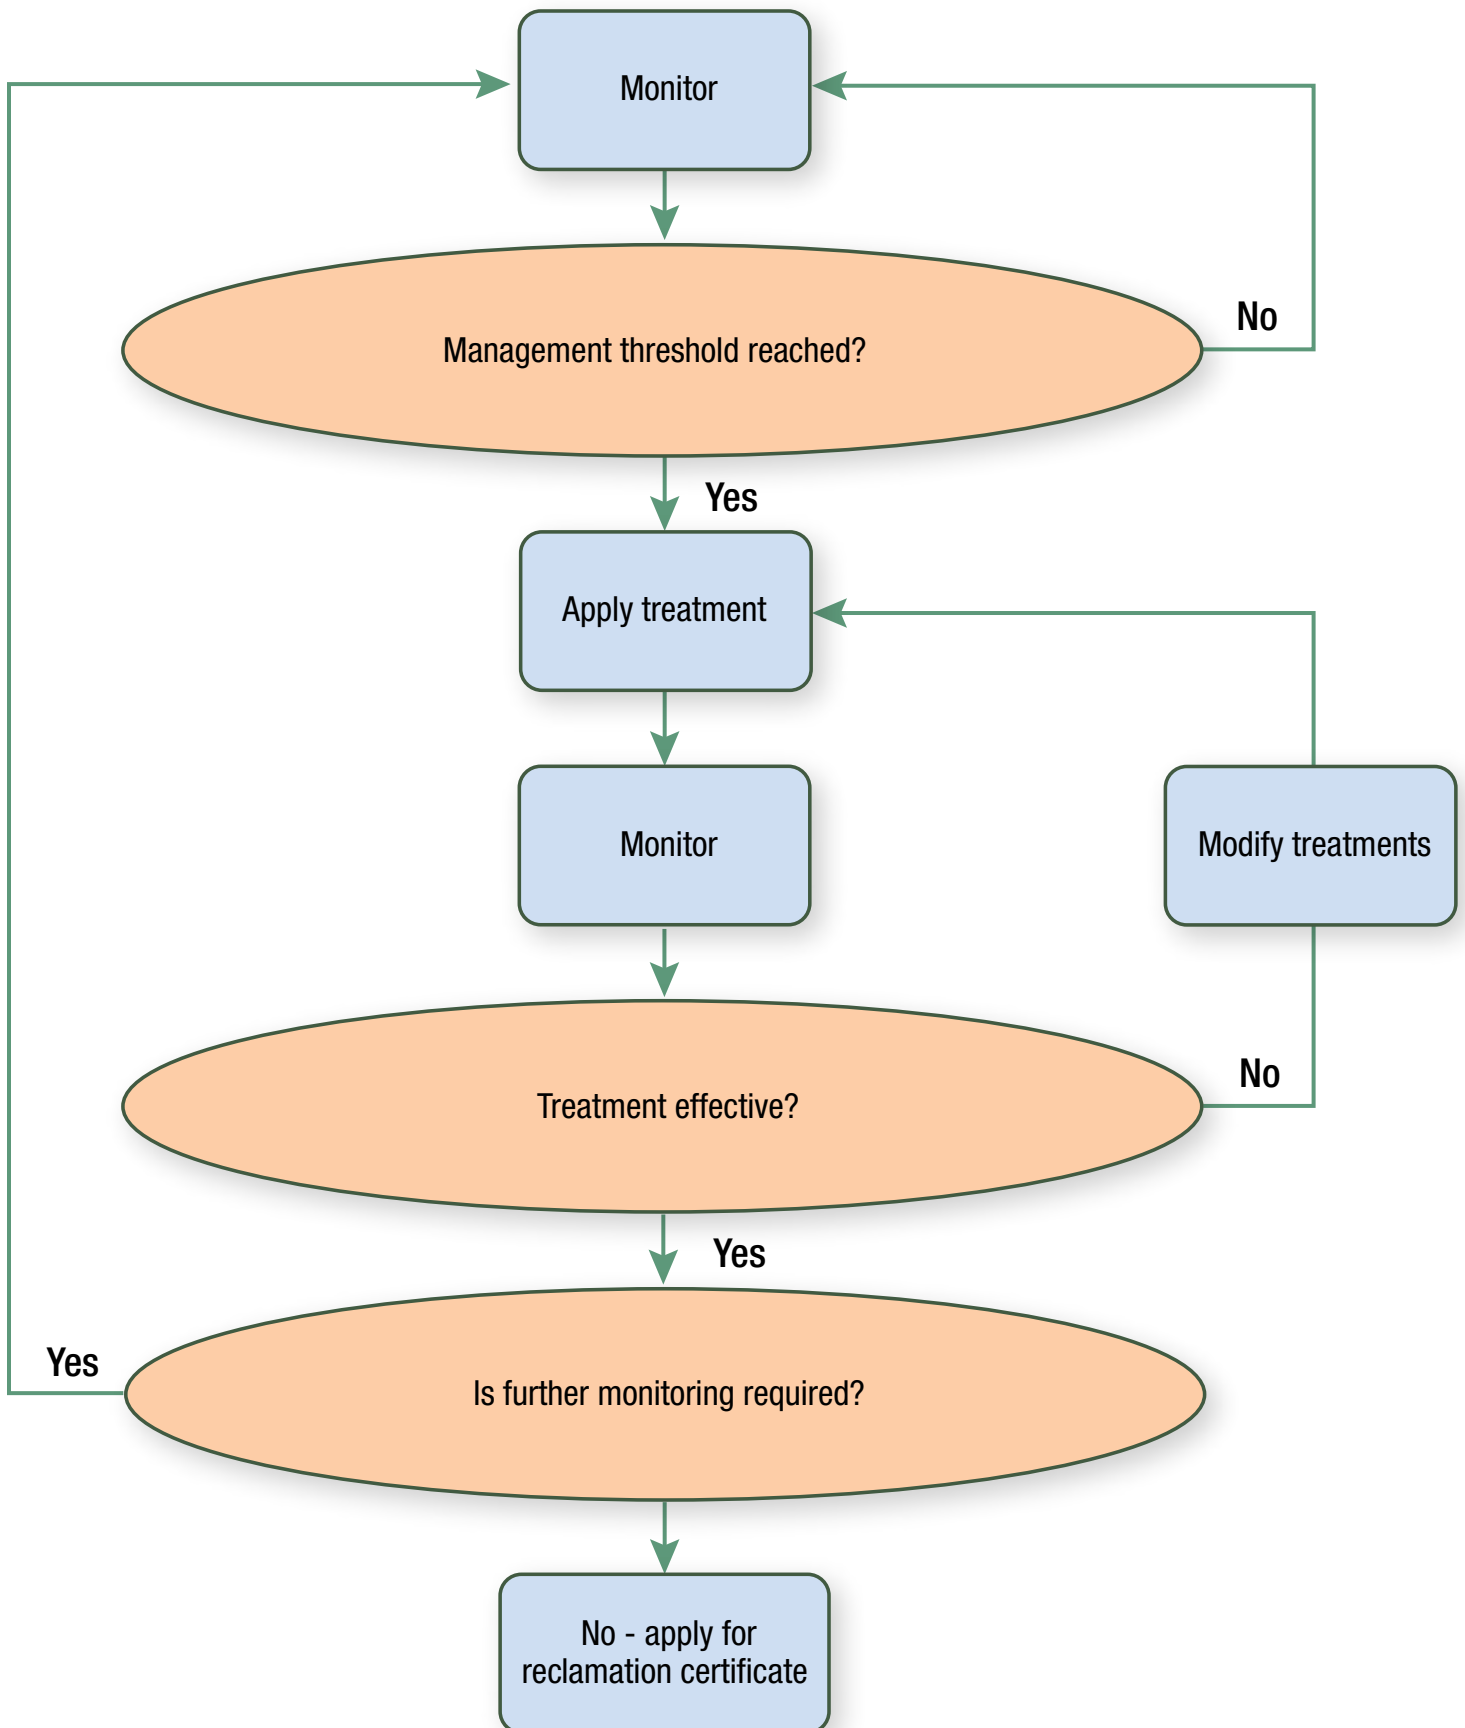 Monitor
Management threshold reached?
No
Yes
Apply treatment
Monitor
Modify treatments
Treatment effective?
No
Yes
Yes
Is further monitoring required?
No - apply for
reclamation certificate